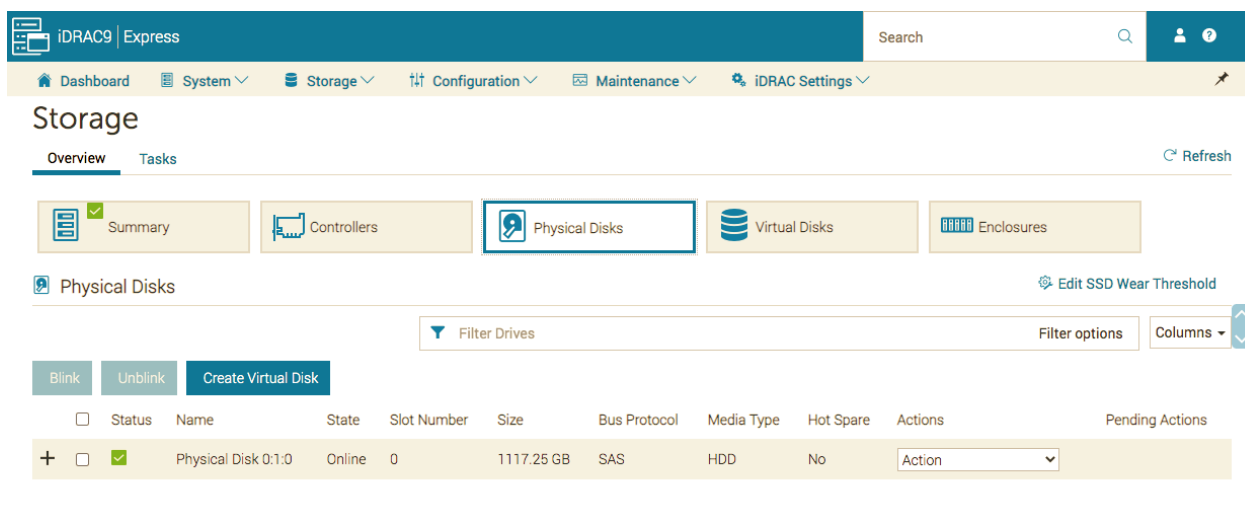 iDRAC9 | Express Search
Dashboard System Storage Configuration Maintenance iDRAC Settings
Storage
Overview Tasks Refresh
Summary Controllers Physical Disks Virtual Disks Enclosures
Physical Disks Edit SSD Wear Threshold
Filter Drives Filter options Columns
Blink Unblink Create Virtual Disk
Status Name State Slot Number Size Bus Protocol Media Type Hot Spare Actions Pending Actions
Physical Disk 0:1:0 Online 0 1117.25 GB SAS HDD No Action